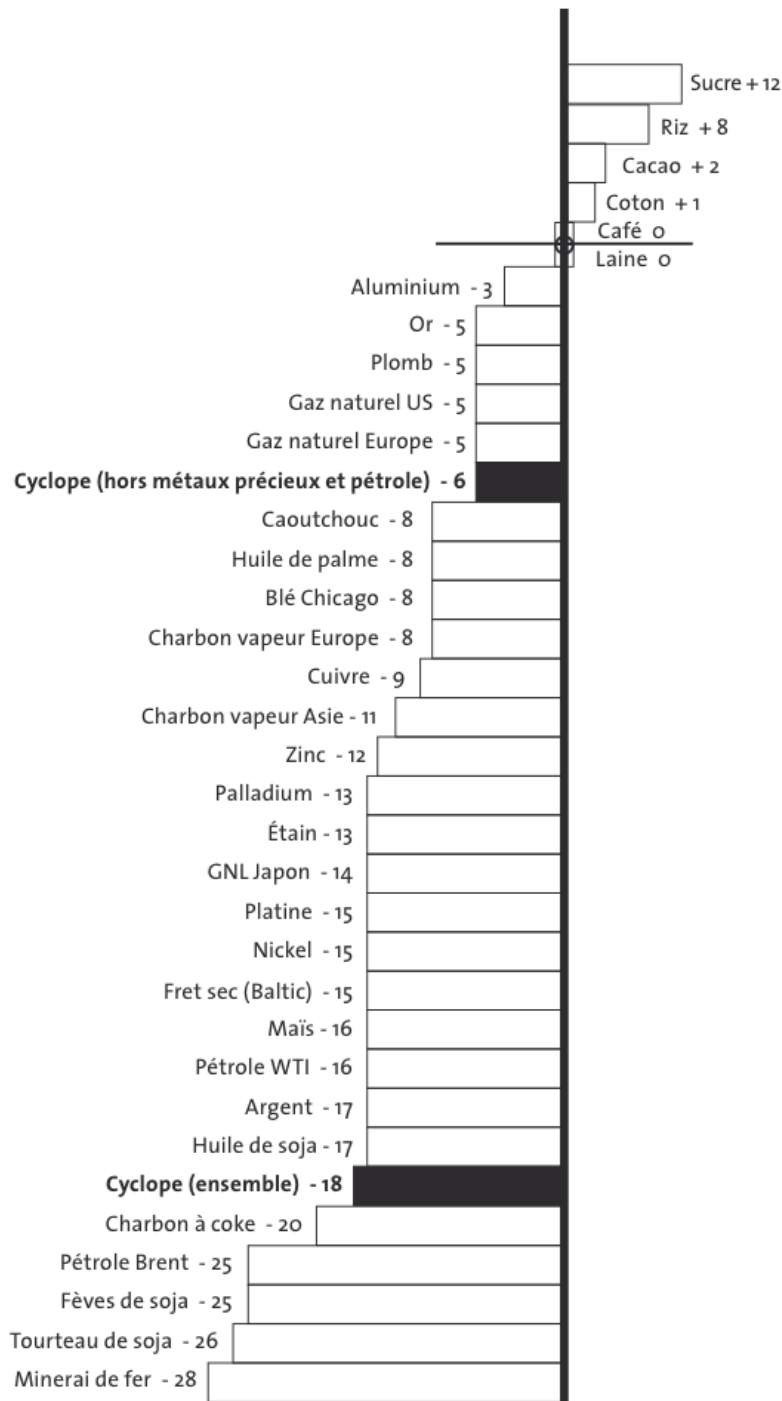 Sucre + 12
Riz + 8
Cacao + 2
Coton + 1
Café 0
Laine 0
Aluminium - 3
Or - 5
Plomb - 5
Gaz naturel US - 5
Gaz naturel Europe - 5
Cyclope (hors métaux précieux et pétrole) - 6
Caoutchouc - 8
Huile de palme - 8
Blé Chicago - 8
Charbon vapeur Europe - 8
Cuivre - 9
Charbon vapeur Asie - 11
Zinc - 12
Palladium - 13
Étain - 13
GNL Japon - 14
Platine - 15
Nickel - 15
Fret sec (Baltic) - 15
Maïs - 16
Pétrole WTI - 16
Argent - 17
Huile de soja - 17
Cyclope (ensemble) - 18
Charbon à coke - 20
Pétrole Brent - 25
Fèves de soja - 25
Tourteau de soja - 26
Minerai de fer - 28